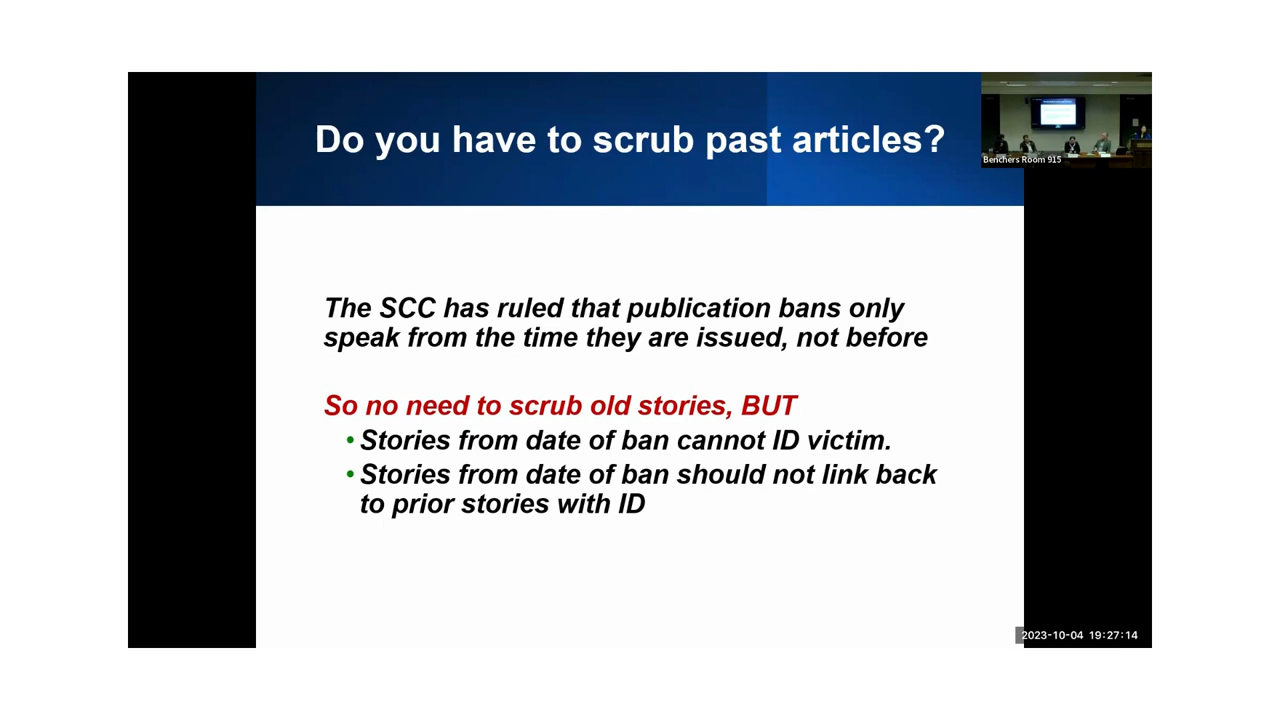 Do you have to scrub past articles?
Benchers Room 915
The SCC has ruled that publication bans only
speak from the time they are issued, not before
So no need to scrub old stories, BUT
• Stories from date of ban cannot ID victim.
• Stories from date of ban should not link back
to prior stories with ID
2023-10-04 19:27:14